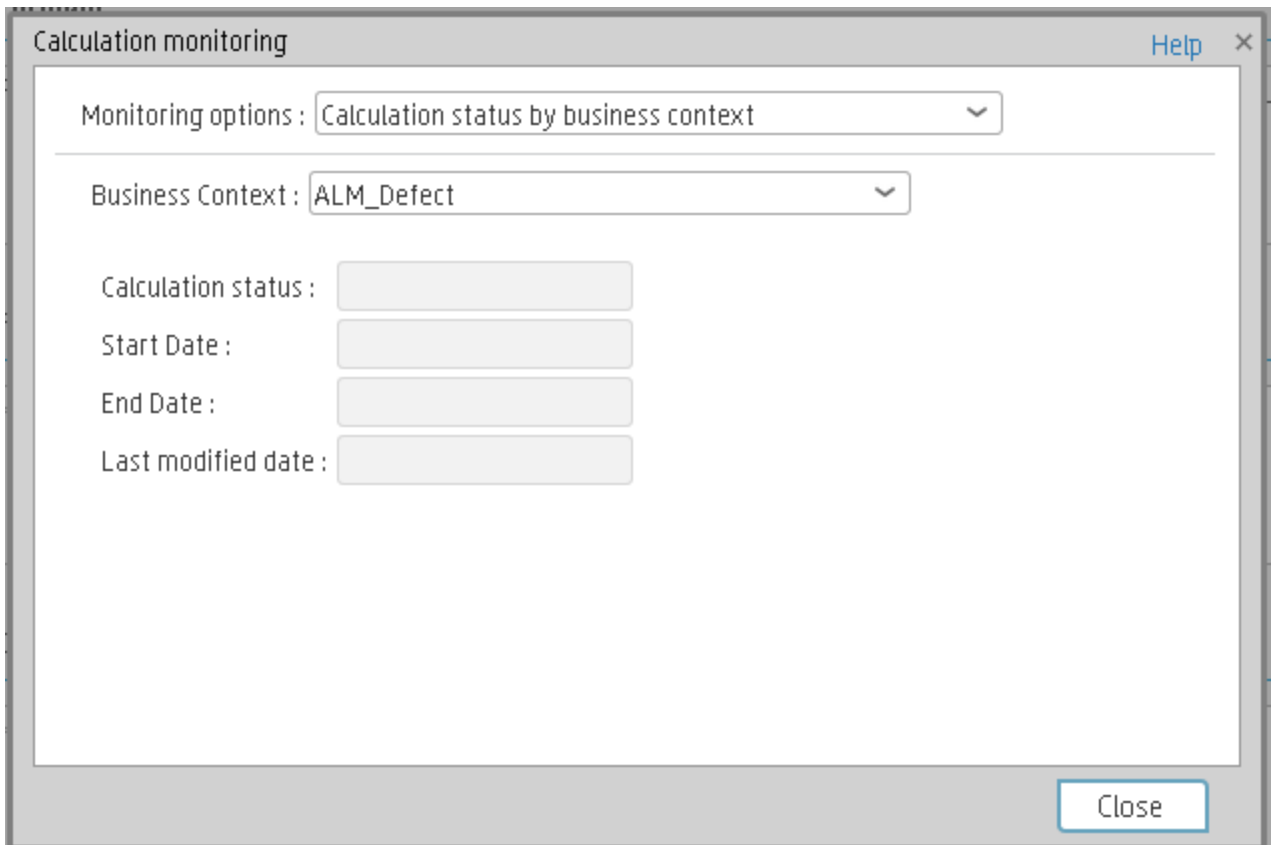 Calculation monitoring
Help
Monitoring options : Calculation status by business context
Business Context : ALM_Defect
Calculation status :
Start Date :
End Date :
Last modified date :
Close